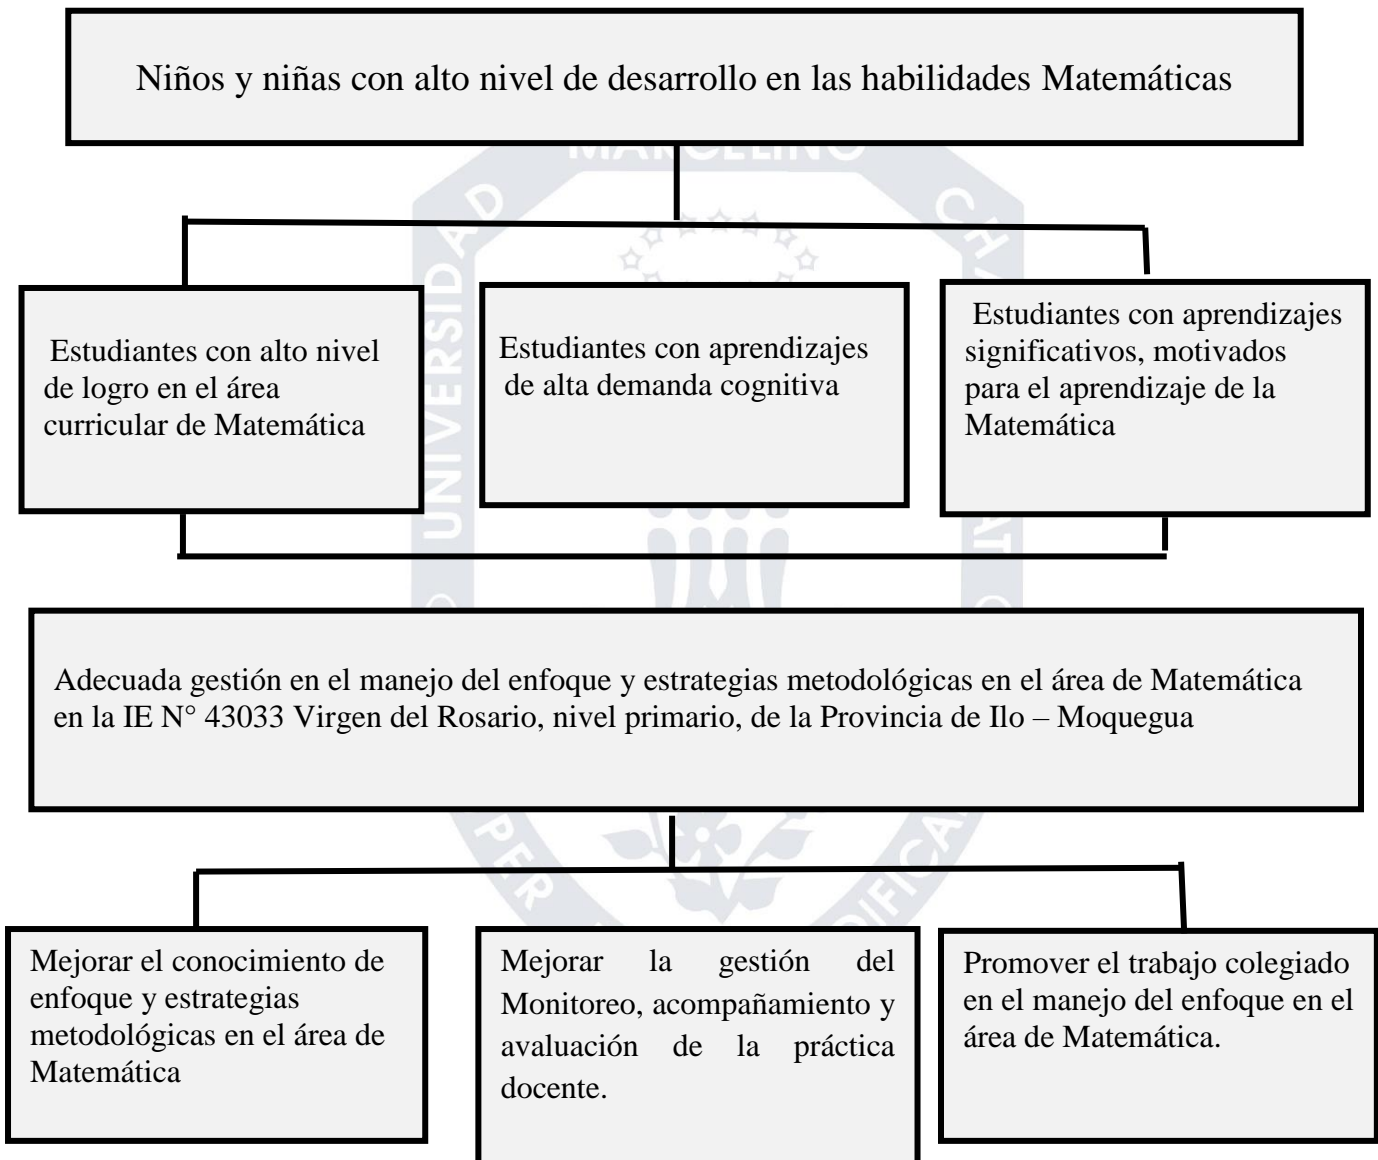 Niños y niñas con alto nivel de desarrollo en las habilidades Matemáticas
MARCELINO
UNIVERSIDAD
Estudiantes con alto nivel
de logro en el área
curricular de Matemática
Estudiantes con aprendizajes
de alta demanda cognitiva
Estudiantes con aprendizajes
significativos, motivados
para el aprendizaje de la
Matemática
Adecuada gestión en el manejo del enfoque y estrategias metodológicas en el área de Matemática
en la IE N° 43033 Virgen del Rosario, nivel primario, de la Provincia de Ilo – Moquegua
PER
Mejorar el conocimiento de
enfoque y estrategias
metodológicas en el área de
Matemática
Mejorar la gestión del
Monitoreo, acompañamiento y
avaluación de la práctica
docente.
Promover el trabajo colegiado
en el manejo del enfoque en el
área de Matemática.